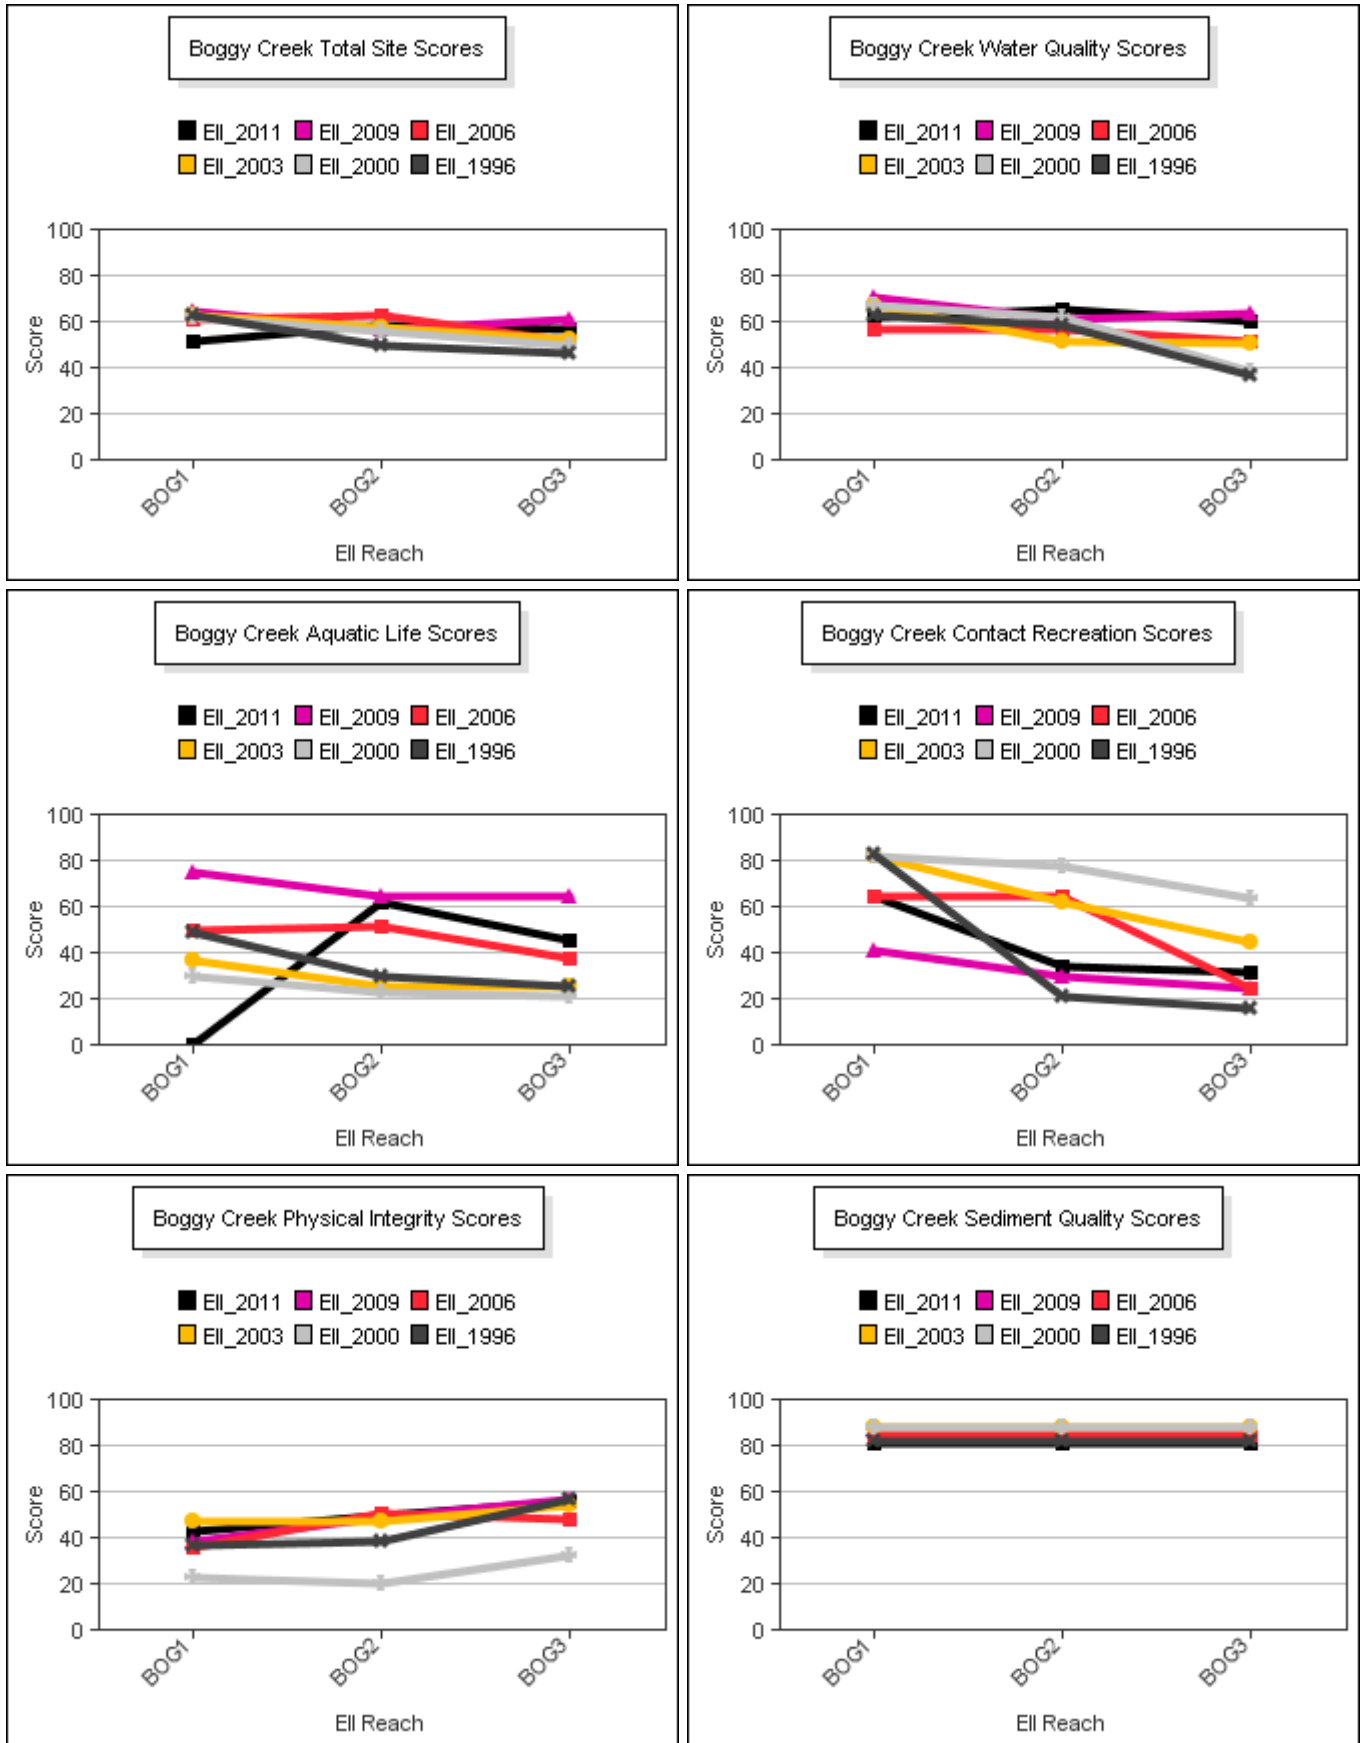 Boggy Creek Total Site Scores
EII_2011 EII_2009 EII_2006
EII_2003 EII_2000 EII_1996
100
80
60
40
20
0
Score
BOG1 BOG2 BOG3
EII Reach
Boggy Creek Water Quality Scores
EII_2011 EII_2009 EII_2006
EII_2003 EII_2000 EII_1996
100
80
60
40
20
0
Score
BOG1 BOG2 BOG3
EII Reach
Boggy Creek Aquatic Life Scores
EII_2011 EII_2009 EII_2006
EII_2003 EII_2000 EII_1996
100
80
60
40
20
0
Score
BOG1 BOG2 BOG3
EII Reach
Boggy Creek Contact Recreation Scores
EII_2011 EII_2009 EII_2006
EII_2003 EII_2000 EII_1996
100
80
60
40
20
0
Score
BOG1 BOG2 BOG3
EII Reach
Boggy Creek Physical Integrity Scores
EII_2011 EII_2009 EII_2006
EII_2003 EII_2000 EII_1996
100
80
60
40
20
0
Score
BOG1 BOG2 BOG3
EII Reach
Boggy Creek Sediment Quality Scores
EII_2011 EII_2009 EII_2006
EII_2003 EII_2000 EII_1996
100
80
60
40
20
0
Score
BOG1 BOG2 BOG3
EII Reach